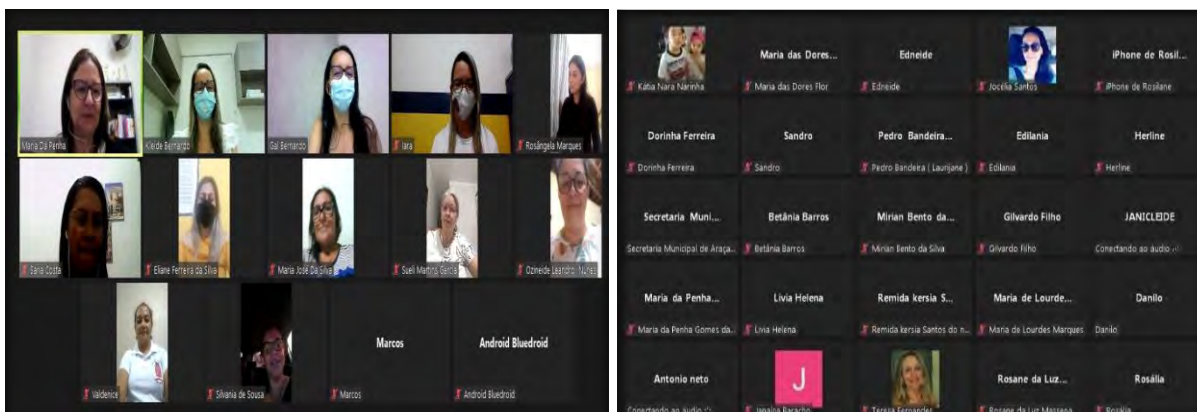 Maria Da Penha
Kleide Bernardo
Gal Bernardo
Iara
Rosângela Marques
Sana Costa
Eliane Ferreira da Silva
Maria José Da Silva
Sueli Martins Garcia
Ozineide Leandro Nunes
Valdenice
Silvania de Sousa
Marcos
Marcos
Android Bluedroid
Android Bluedroid
Kátia Nara Narinha
Maria das Dores...
Maria das Dores Flor
Edneide
Edneide
Jocelia Santos
iPhone de Rosil...
iPhone de Rosilane
Dorinha Ferreira
Dorinha Ferreira
Sandro
Sandro
Pedro Bandeira...
Pedro Bandeira ( Laurijane )
Edilania
Edilania
Herline
Herline
Secretaria Muni...
Secretaria Municipal de Araça...
Betânia Barros
Betânia Barros
Mirian Bento da...
Mirian Bento da Silva
Gilvardo Filho
Gilvardo Filho
JANICLEIDE
Conectando ao áudio
Maria da Penha...
Maria da Penha Gomes da...
Livia Helena
Livia Helena
Remida kersia S...
Remida kersia Santos do n...
Maria de Lourde...
Maria de Lourdes Marques
Danilo
Danilo
Antonio neto
Conectando ao áudio
J
Janaína Baracho
Teresa Fernandes
Rosane da Luz...
Rosane da Luz Massena
Rosália
Rosália